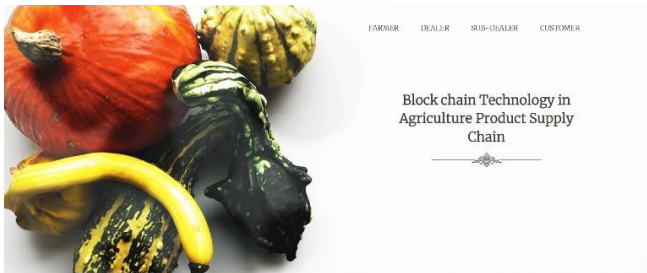 FARMER DEALER SUB-DEALER CUSTOMER
Block chain Technology in
Agriculture Product Supply
Chain